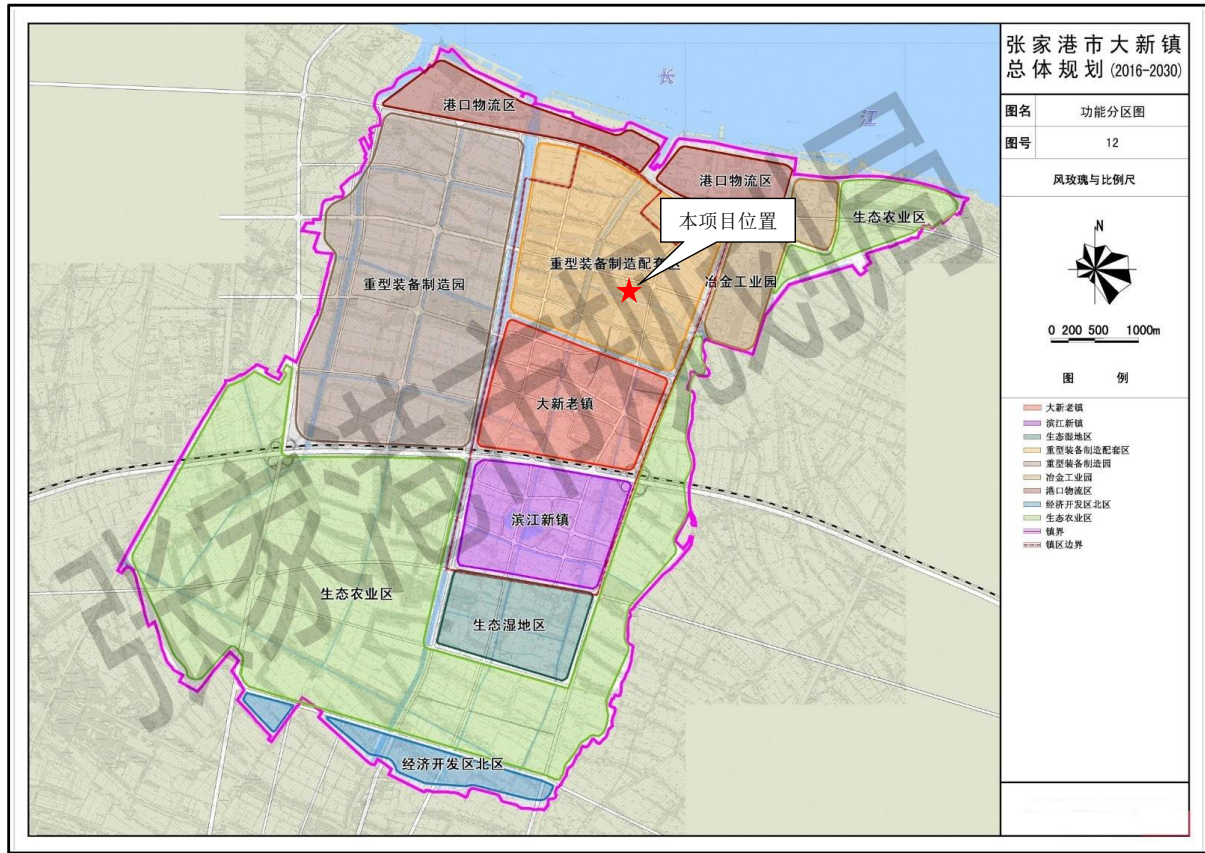 张家港市大新镇
总体规划 (2016-2030)
图名 功能分区图
图号 12
风玫瑰与比例尺
N
0 200 500 1000m
图 例
大新老镇
滨江新镇
生态湿地区
重型装备制造配套区
重型装备制造园
冶金工业园
港口物流区
经济开发区北区
生态农业区
镇界
镇区边界
长
江
港口物流区
港口物流区
生态农业区
本项目位置
重型装备制造配套区
重型装备制造园
冶金工业园
大新老镇
滨江新镇
生态农业区
生态湿地区
经济开发区北区
张家港市规划局